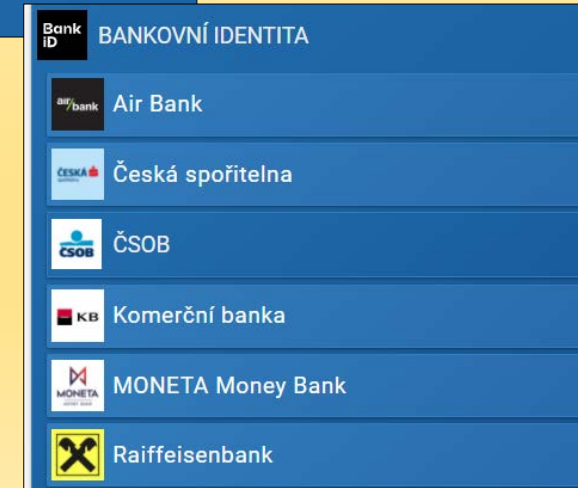 Bank
iD
BANKOVNÍ IDENTITA
air/bank
Air Bank
ČESKÁ
Česká spořitelna
ČSOB
ČSOB
KB
Komerční banka
MONETA
MONETA Money Bank
Raiffeisenbank